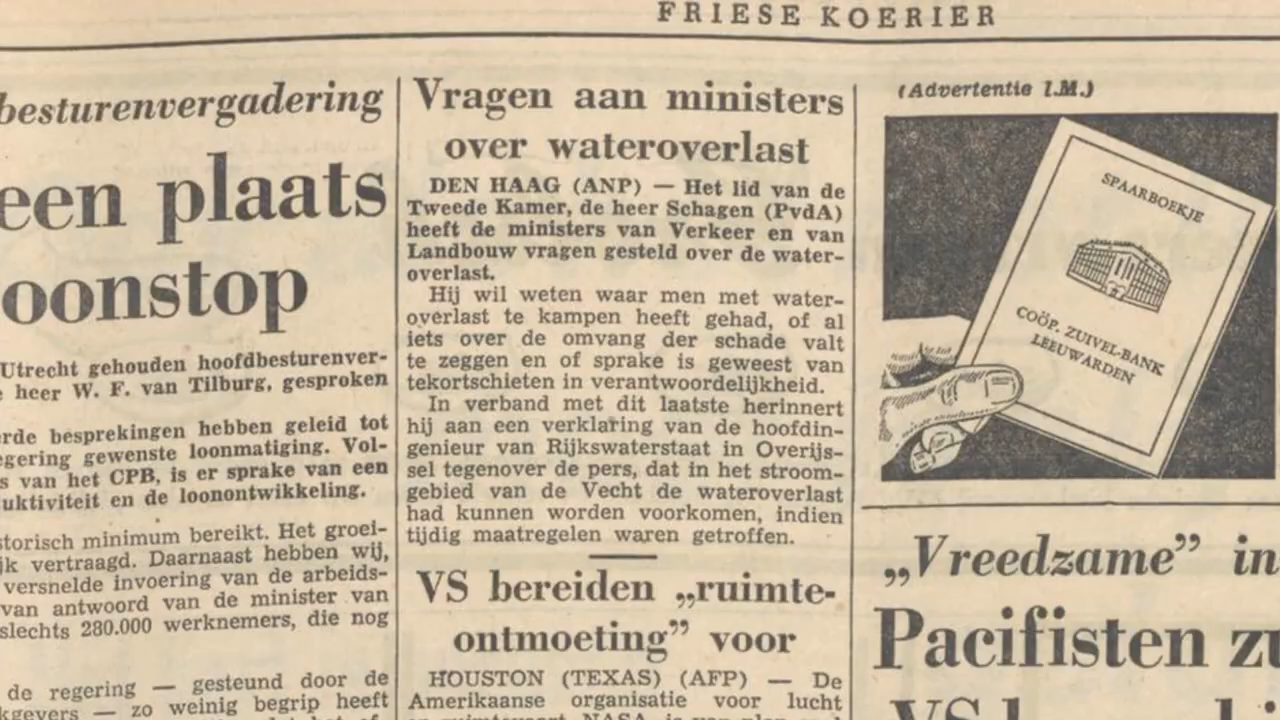 FRIESE KOERIER
besturenvergadering
een plaats
oonstop
Utrecht gehouden hoofdbesturenver-
heer W. F. van Tilburg, gesproken
erde besprekingen hebben geleid tot
egering gewenste loonmatiging. Vol-
s van het CPB, is er sprake van een
uktiviteit en de loonontwikkeling.
storisch minimum bereikt. Het groei-
jk vertraagd. Daarnaast hebben wij,
versnelde invoering van de arbeids-
van antwoord van de minister van
slechts 280.000 werknemers, die nog
de regering — gesteund door de
kgevers — zo weinig begrip heeft
Vragen aan ministers
over wateroverlast
DEN HAAG (ANP) — Het lid van de
Tweede Kamer, de heer Schagen (PvdA)
heeft de ministers van Verkeer en van
Landbouw vragen gesteld over de water-
overlast.
Hij wil weten waar men met water-
overlast te kampen heeft gehad, of al
iets over de omvang der schade valt
te zeggen en of sprake is geweest van
tekortschieten in verantwoordelijkheid.
In verband met dit laatste herinnert
hij aan een verklaring van de hoofdin-
genieur van Rijkswaterstaat in Overijs-
sel tegenover de pers, dat in het stroom-
gebied van de Vecht de wateroverlast
had kunnen worden voorkomen, indien
tijdig maatregelen waren getroffen.
VS bereiden „ruimte-
ontmoeting” voor
HOUSTON (TEXAS) (AFP) — De
Amerikaanse organisatie voor lucht
(Advertentie I.M.)
SPAARBOEKJE
COÖP. ZUIVEL-BANK
LEEUWARDEN
„Vreedzame” in
Pacifisten zu